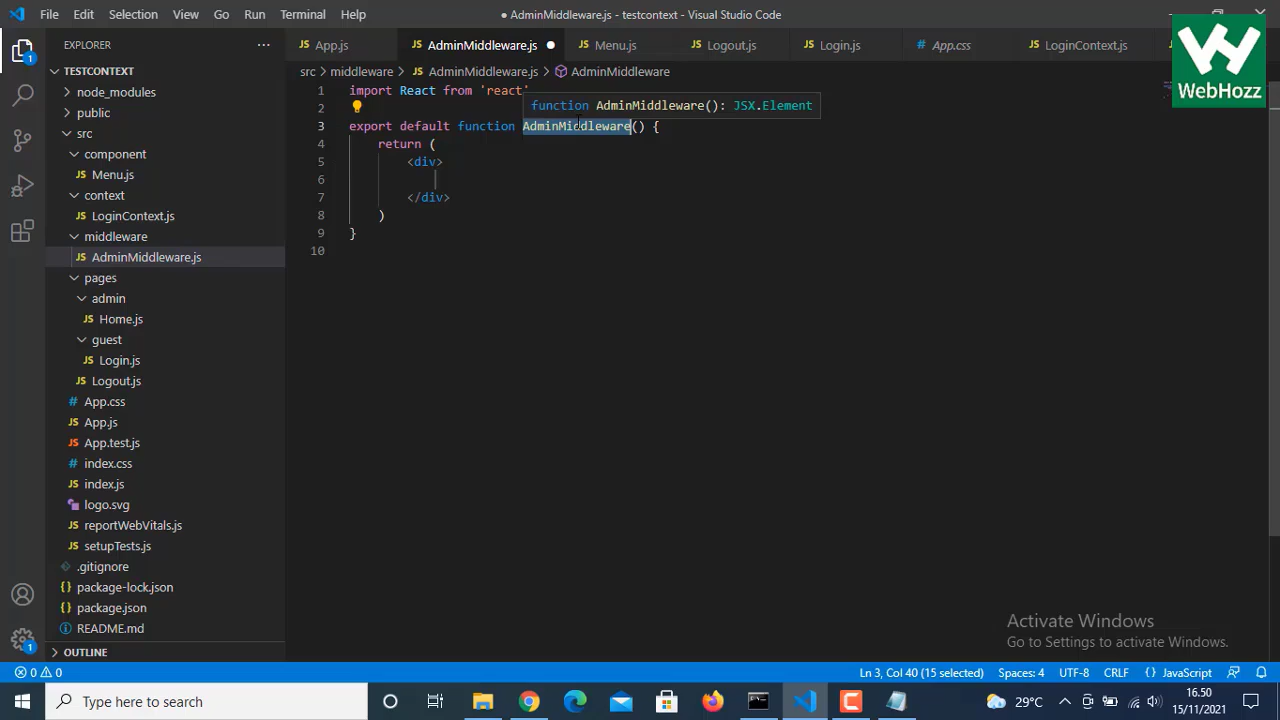 File Edit Selection View Go Run Terminal Help
● AdminMiddleware.js - testcontext - Visual Studio Code
WebHozz
EXPLORER
App.js AdminMiddleware.js Menu.js Logout.js Login.js App.css LoginContext.js
src > middleware > AdminMiddleware.js > AdminMiddleware
TESTCONTEXT
node_modules
public
src
component
Menu.js
context
LoginContext.js
middleware
AdminMiddleware.js
pages
admin
Home.js
guest
Login.js
Logout.js
App.css
App.js
App.test.js
index.css
index.js
logo.svg
reportWebVitals.js
setupTests.js
.gitignore
package-lock.json
package.json
README.md
OUTLINE
1 import React from 'react'
function AdminMiddleware(): JSX.Element
2
3 export default function AdminMiddleware() {
4 return (
5 <div>
6
7 </div>
8 )
9 }
10
Activate Windows
Go to Settings to activate Windows.
0 0 Ln 3, Col 40 (15 selected) Spaces: 4 UTF-8 CRLF {} JavaScript
Type here to search
29°C
16.50
15/11/2021